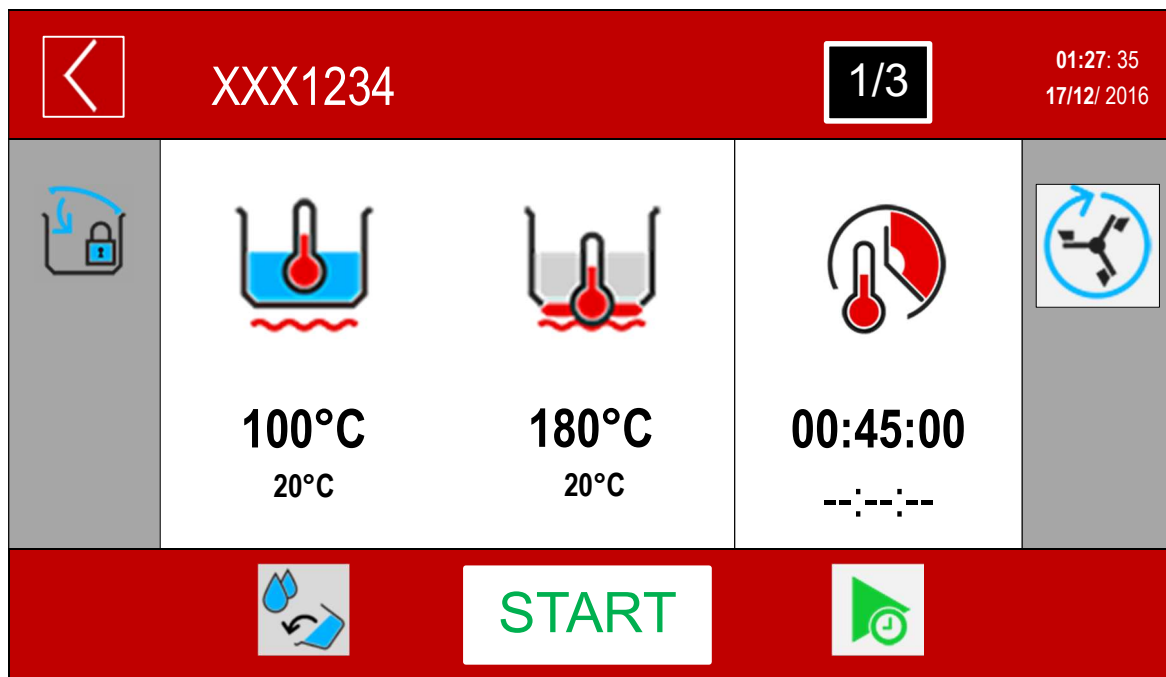 XXX1234
1/3
01:27: 35
17/12/ 2016
100°C
180°C
00:45:00
20°C
20°C
--:--:--
START